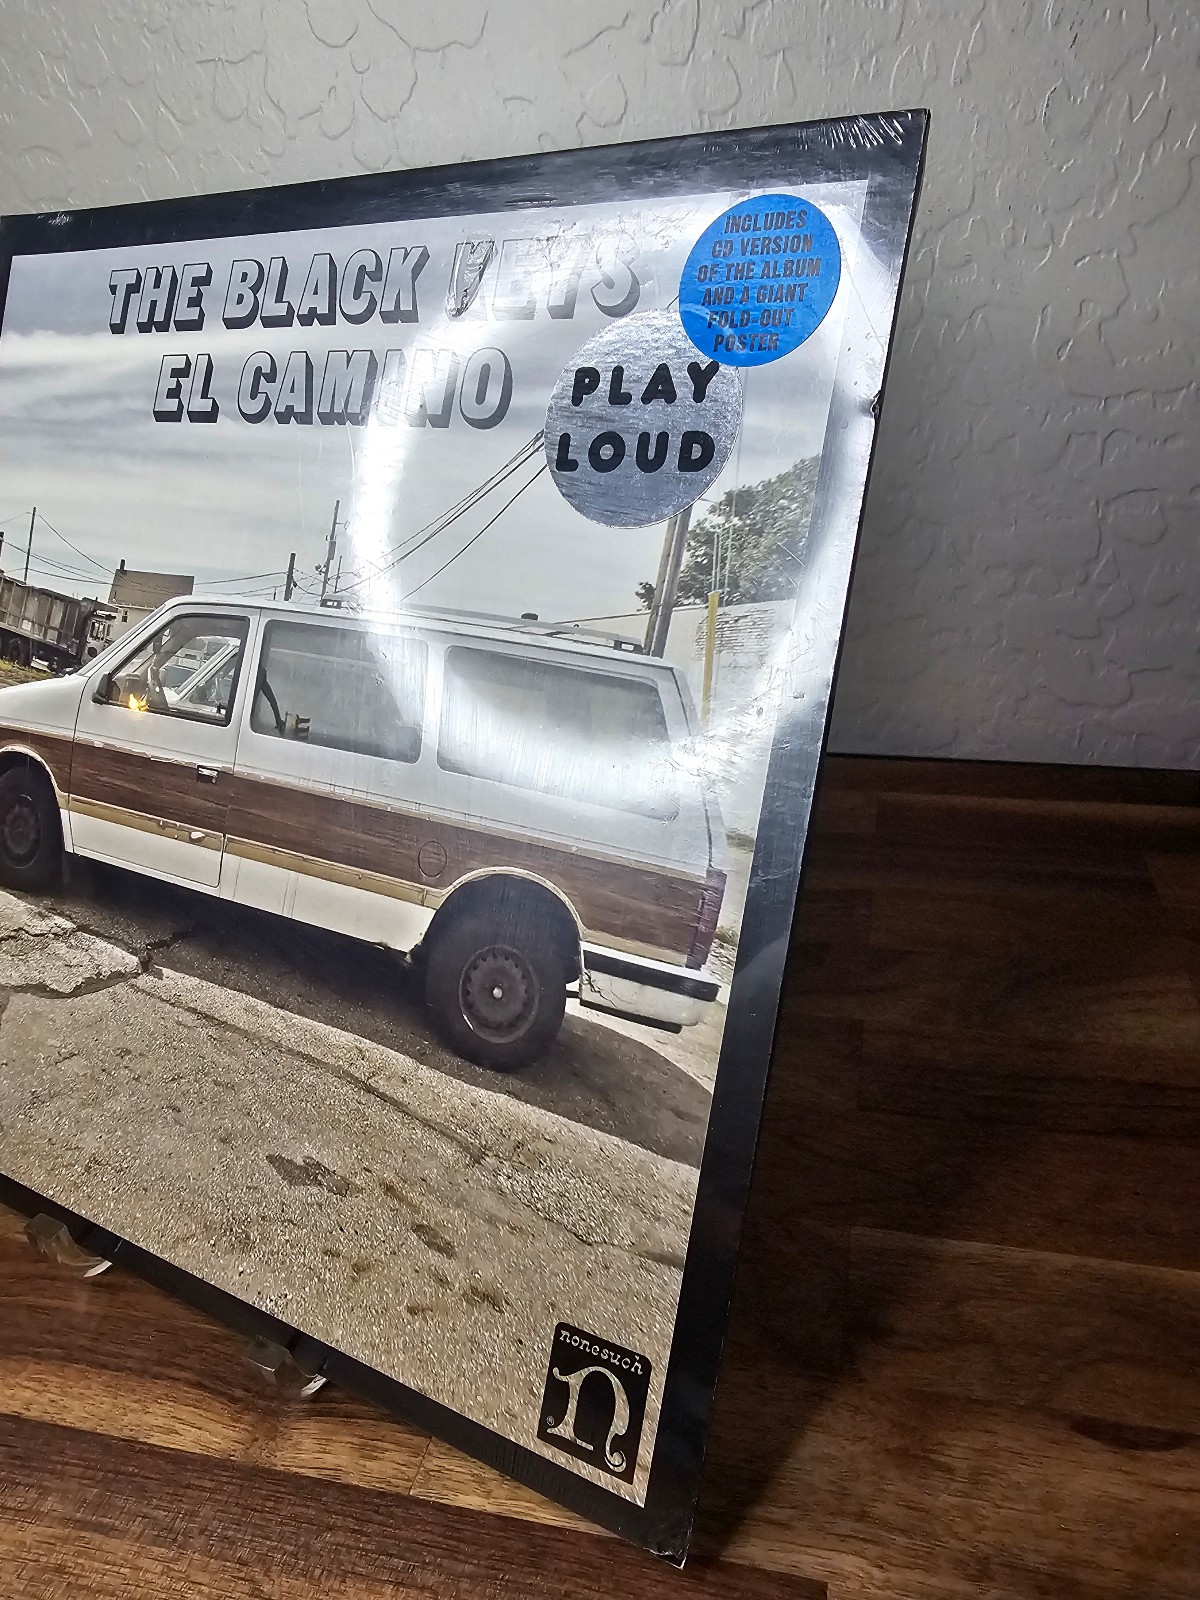 THE BLACK KEYS
EL CAMINO
INCLUDES
CD VERSION
OF THE ALBUM
AND A GIANT
FOLD-OUT
POSTER
PLAY
LOUD
nonesuch
n
®